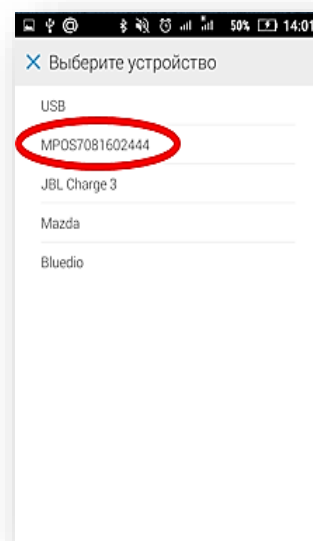 @ 50% 14:01
Выберите устройство
USB
MPOS7081602444
JBL Charge 3
Mazda
Bluedio